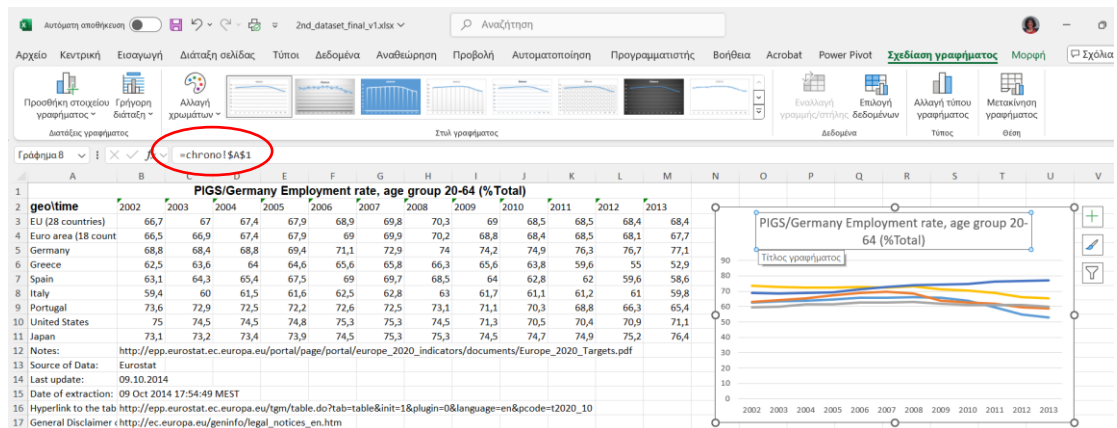 Αυτόματη αποθήκευση 2nd_dataset_final_v1.xlsx Αναζήτηση
Αρχείο Κεντρική Εισαγωγή Διάταξη σελίδας Τύποι Δεδομένα Αναθεώρηση Προβολή Αυτοματοποίηση Προγραμματιστής Βοήθεια Acrobat Power Pivot Σχεδίαση γραφήματος Μορφή Σχόλια
Προσθήκη στοιχείου Γρήγορη Αλλαγή Εναλλαγή Επιλογή Αλλαγή τύπου Μετακίνηση
γραφήματος διάταξη χρωμάτων γραμμής/στήλης δεδομένων γραφήματος γραφήματος
Διατάξεις γραφήματος Στυλ γραφήματος Δεδομένα Τύπος Θέση
Γράφημα 8 fx =chrono!$A$1
A B C D E F G H I J K L M N O P Q R S T U V
1 PIGS/Germany Employment rate, age group 20-64 (%Total)
2 geo\time 2002 2003 2004 2005 2006 2007 2008 2009 2010 2011 2012 2013
3 EU (28 countries) 66,7 67 67,4 67,9 68,9 69,8 70,3 69 68,5 68,5 68,4 68,4
4 Euro area (18 count 66,5 66,9 67,4 67,9 69 69,9 70,2 68,8 68,4 68,5 68,1 67,7
5 Germany 68,8 68,4 68,8 69,4 71,1 72,9 74 74,2 74,9 76,3 76,7 77,1
6 Greece 62,5 63,6 64 64,6 65,6 65,8 66,3 65,6 63,8 59,6 55 52,9
7 Spain 63,1 64,3 65,4 67,5 69 69,7 68,5 64 62,8 62 59,6 58,6
8 Italy 59,4 60 61,5 61,6 62,5 62,8 63 61,7 61,1 61,2 61 59,8
9 Portugal 73,6 72,9 72,5 72,2 72,6 72,5 73,1 71,1 70,3 68,8 66,3 65,4
10 United States 75 74,5 74,5 74,8 75,3 75,3 74,5 71,3 70,5 70,4 70,9 71,1
11 Japan 73,1 73,2 73,4 73,9 74,5 75,3 75,3 74,5 74,7 74,9 75,2 76,4
12 Notes: http://epp.eurostat.ec.europa.eu/portal/page/portal/europe_2020_indicators/documents/Europe_2020_Targets.pdf
13 Source of Data: Eurostat
14 Last update: 09.10.2014
15 Date of extraction: 09 Oct 2014 17:54:49 MEST
16 Hyperlink to the tab http://epp.eurostat.ec.europa.eu/tgm/table.do?tab=table&init=1&plugin=0&language=en&pcode=t2020_10
17 General Disclaimer http://ec.europa.eu/geninfo/legal_notices_en.htm
PIGS/Germany Employment rate, age group 20-
64 (%Total)
Τίτλος γραφήματος
90
80
70
60
50
40
30
20
10
0
2002 2003 2004 2005 2006 2007 2008 2009 2010 2011 2012 2013